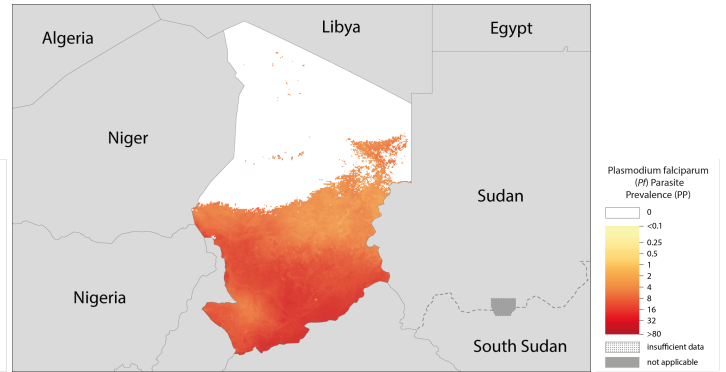 Algeria
Libya
Egypt
Niger
Sudan
Nigeria
South Sudan
Plasmodium falciparum
(Pf) Parasite
Prevalence (PP)
0
<0.1
0.25
0.5
1
2
4
8
16
32
>80
insufficient data
not applicable